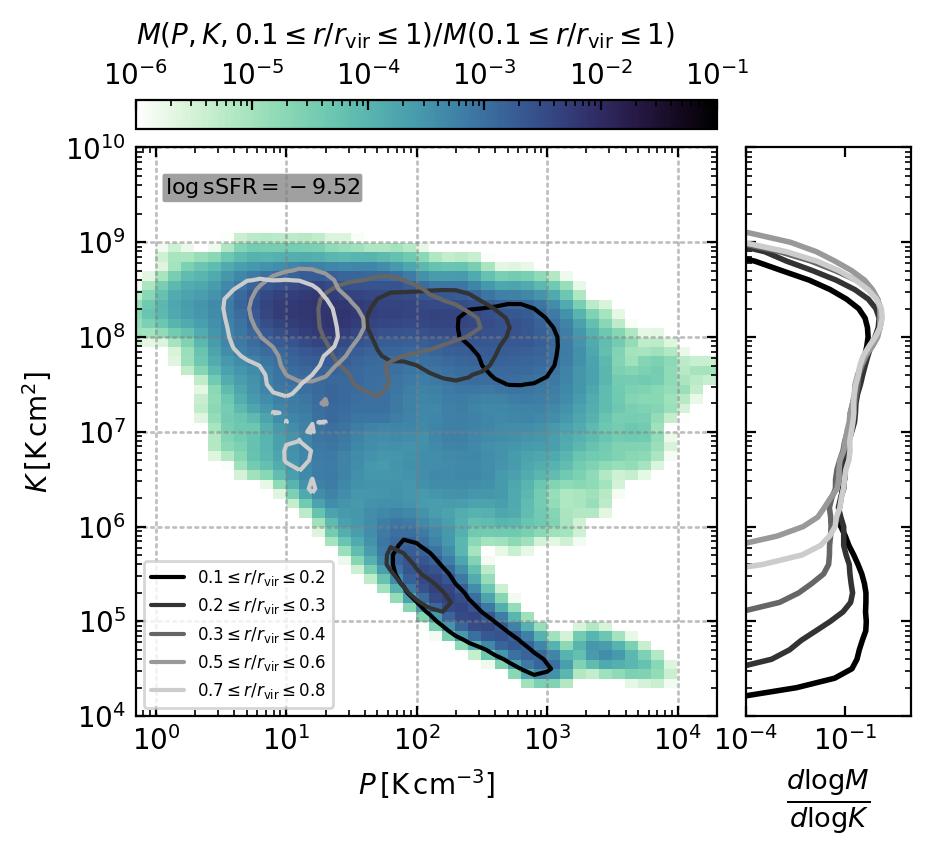 M(P, K, 0.1 ≤ r/r_vir ≤ 1)/M(0.1 ≤ r/r_vir ≤ 1)
10^−6 10^−5 10^−4 10^−3 10^−2 10^−1
10^10
log sSFR = −9.52
10^9
10^8
10^7
10^6
10^5
10^4
K [K cm^2]
0.1 ≤ r/r_vir ≤ 0.2
0.2 ≤ r/r_vir ≤ 0.3
0.3 ≤ r/r_vir ≤ 0.4
0.5 ≤ r/r_vir ≤ 0.6
0.7 ≤ r/r_vir ≤ 0.8
10^0 10^1 10^2 10^3 10^4 10^−4 10^−1
P [K cm^−3]
dlogM
dlogK